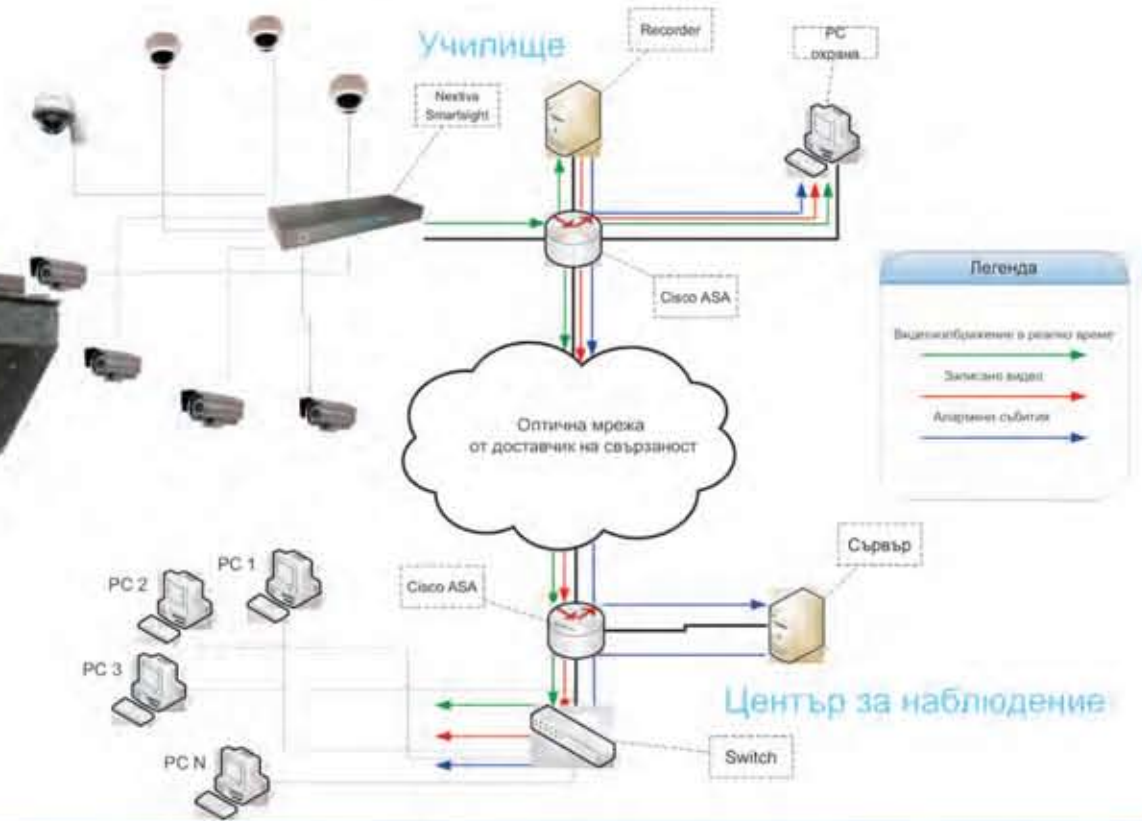 Училище
Recorder
PC
охрана
Nextiva
Smartsight
Cisco ASA
Легенда
Видеоизображение в реално време
Записано видео
Алармени събития
Оптична мрежа
от доставчик на свързаност
Сървър
Cisco ASA
PC 1
PC 2
PC 3
PC N
Център за наблюдение
Switch